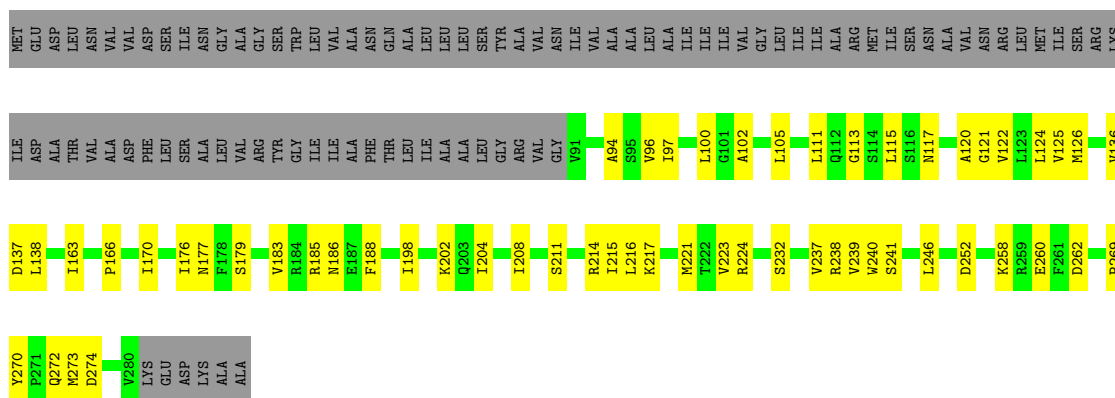 MET GLU ASP LEU ASN VAL VAL ASP SER ILE ASN GLY ALA GLY SER TRP LEU VAL ALA ASN GLN ALA LEU LEU LEU SER TYR ALA VAL ASN ILE VAL ALA ALA LEU ALA ILE ILE ILE VAL GLY LEU ILE ILE ALA ARG MET ILE SER ASN ALA VAL ASN ARG LEU MET ILE SER ARG LYS
ILE ASP ALA THR VAL ALA ASP PHE LEU SER ALA LEU VAL ARG TYR GLY ILE ILE ALA PHE THR LEU ILE ALA ALA LEU GLY ARG VAL GLY V91 A94 S95 V96 I97 L100 G101 A102 L105 L111 Q112 G113 S114 L115 S116 N117 A120 G121 V122 L123 L124 V125 M126 V136
D137 L138 I163 P166 I170 I176 N177 F178 S179 V183 R184 R185 N186 E187 F188 I198 K202 Q203 I204 I208 S211 R214 I215 L216 K217 M221 T222 V223 R224 S232 V237 R238 V239 W240 S241 L246 D252 K258 R259 E260 F261 D262 P269
Y270 P271 Q272 M273 D274 V280 LYS GLU ASP LYS ALA ALA